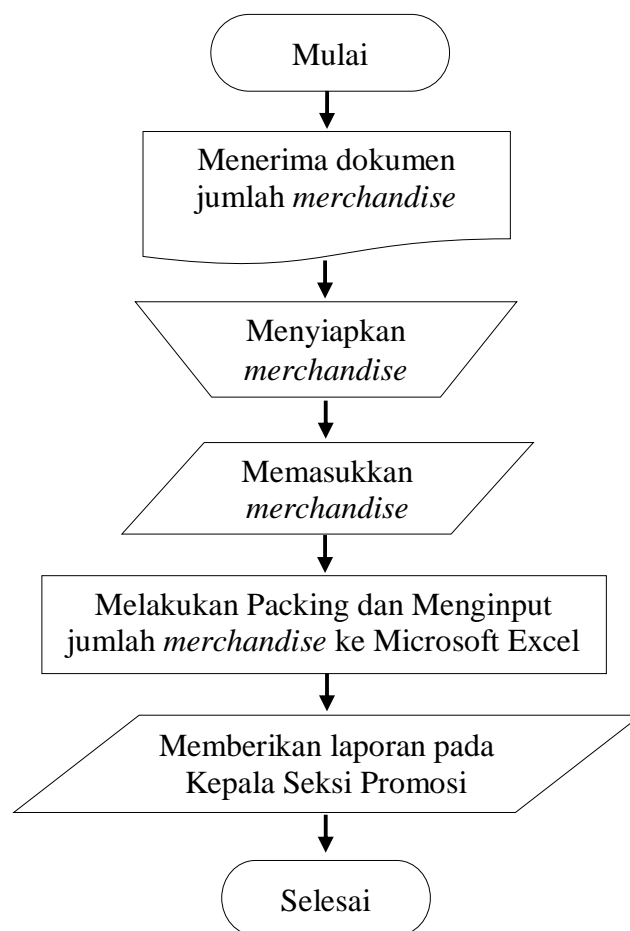 Mulai
Menerima dokumen
jumlah merchandise
Menyiapkan
merchandise
Memasukkan
merchandise
Melakukan Packing dan Menginput
jumlah merchandise ke Microsoft Excel
Memberikan laporan pada
Kepala Seksi Promosi
Selesai